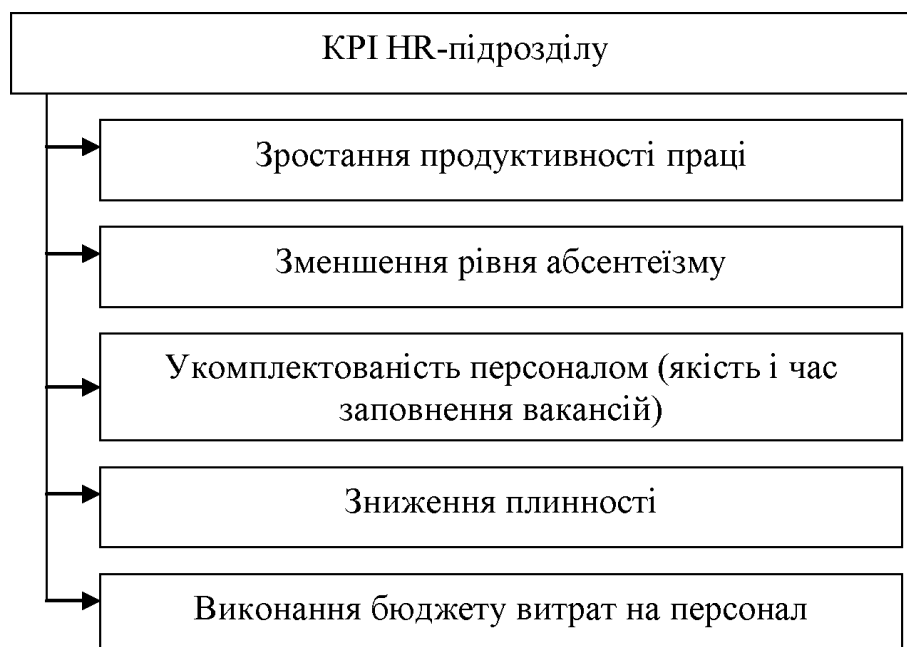 КРІ HR-підрозділу
Зростання продуктивності праці
Зменшення рівня абсентеїзму
Укомплектованість персоналом (якість і час
заповнення вакансій)
Зниження плинності
Виконання бюджету витрат на персонал